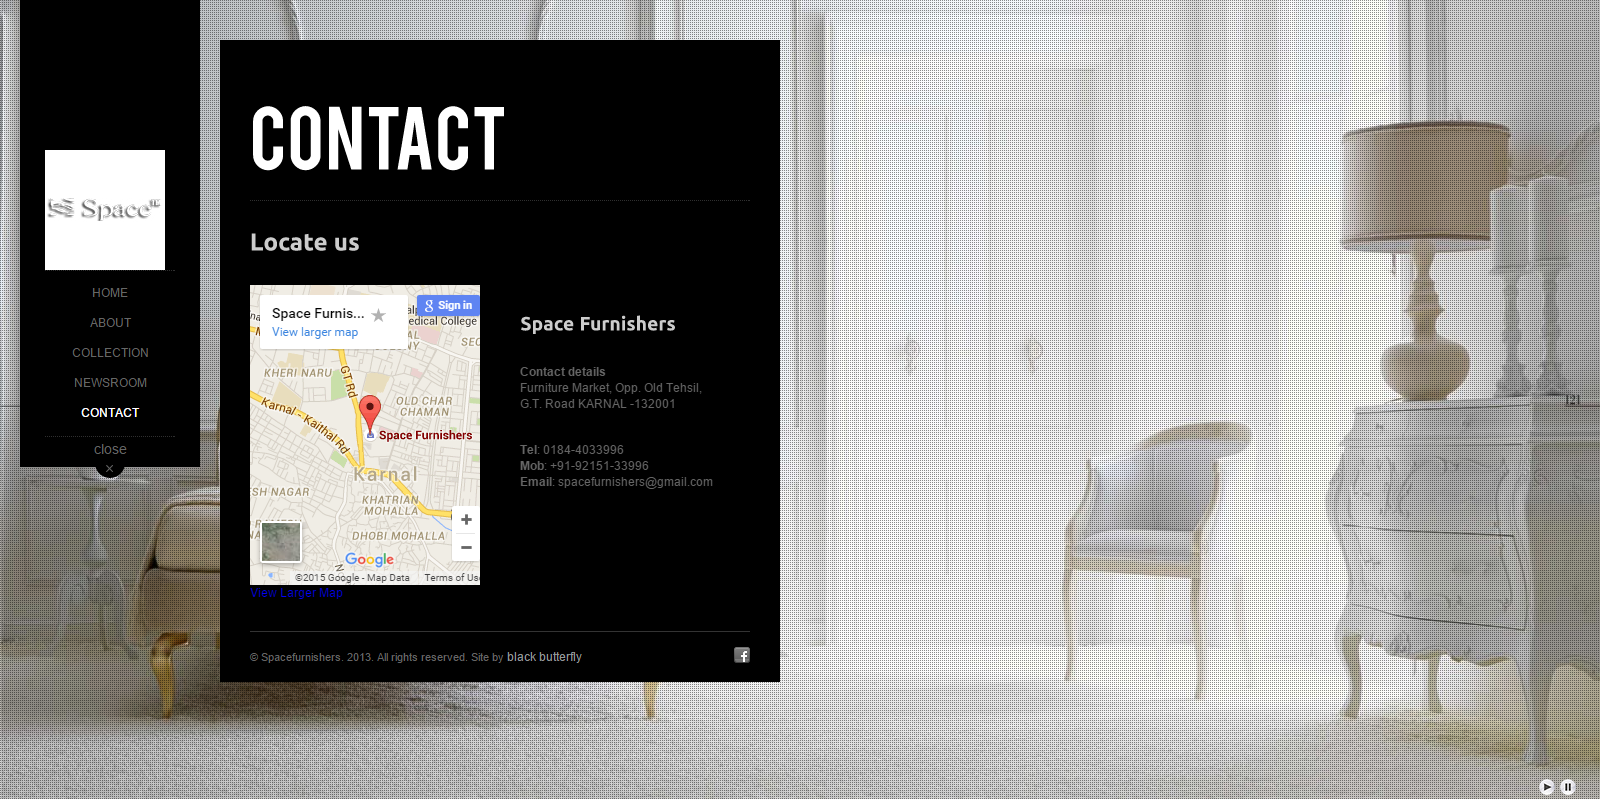 Space
HOME
ABOUT
COLLECTION
NEWSROOM
CONTACT
close
CONTACT
Locate us
Space Furnis...
View larger map
Sign in
edical College
KHERI NARU
GT Rd
OLD CHAR
CHAMAN
Karnal - Kaithal Rd
Space Furnishers
Karnal
SH NAGAR
KHATRIAN
MOHALLA
DHOBI MOHALLA
Google
©2015 Google - Map Data
Terms of Use
View Larger Map
Space Furnishers
Contact details
Furniture Market, Opp. Old Tehsil,
G.T. Road KARNAL -132001
Tel: 0184-4033996
Mob: +91-92151-33996
Email: spacefurnishers@gmail.com
© Spacefurnishers. 2013. All rights reserved. Site by black butterfly
121